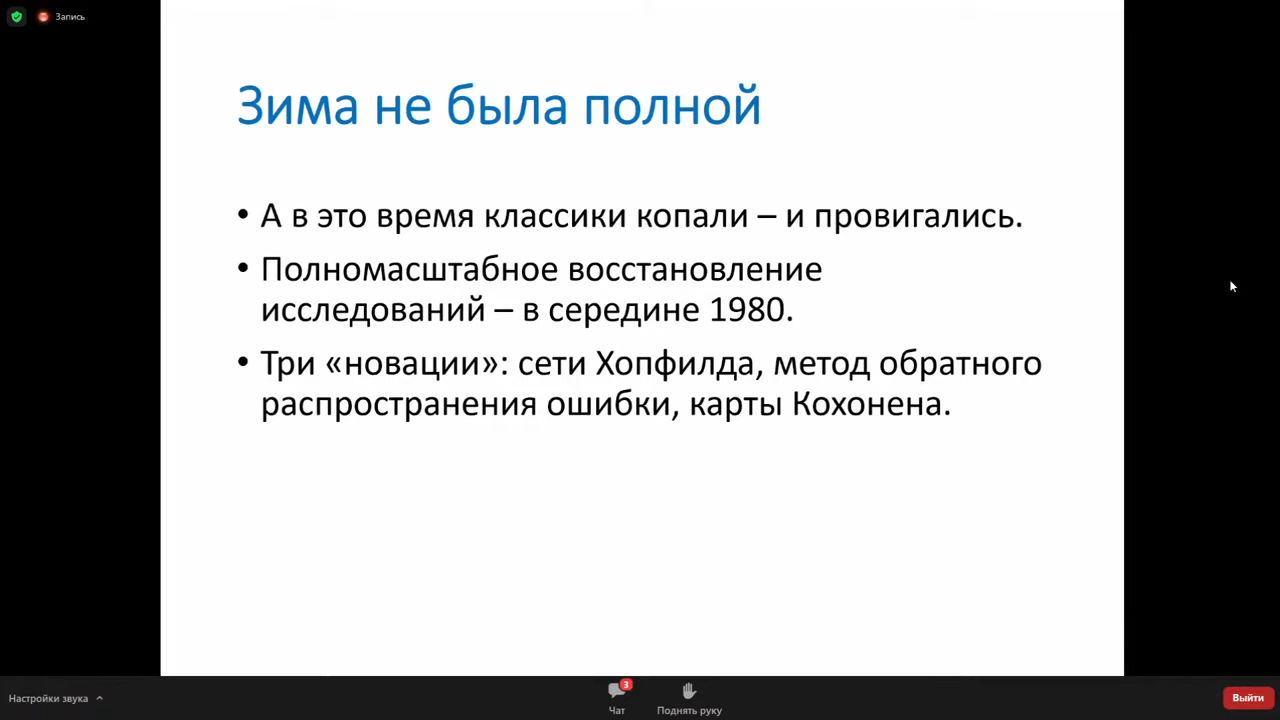 Запись
Зима не была полной
• А в это время классики копали – и провигались.
• Полномасштабное восстановление
исследований – в середине 1980.
• Три «новации»: сети Хопфилда, метод обратного
распространения ошибки, карты Кохонена.
Настройки звука
3
Чат
Поднять руку
Выйти